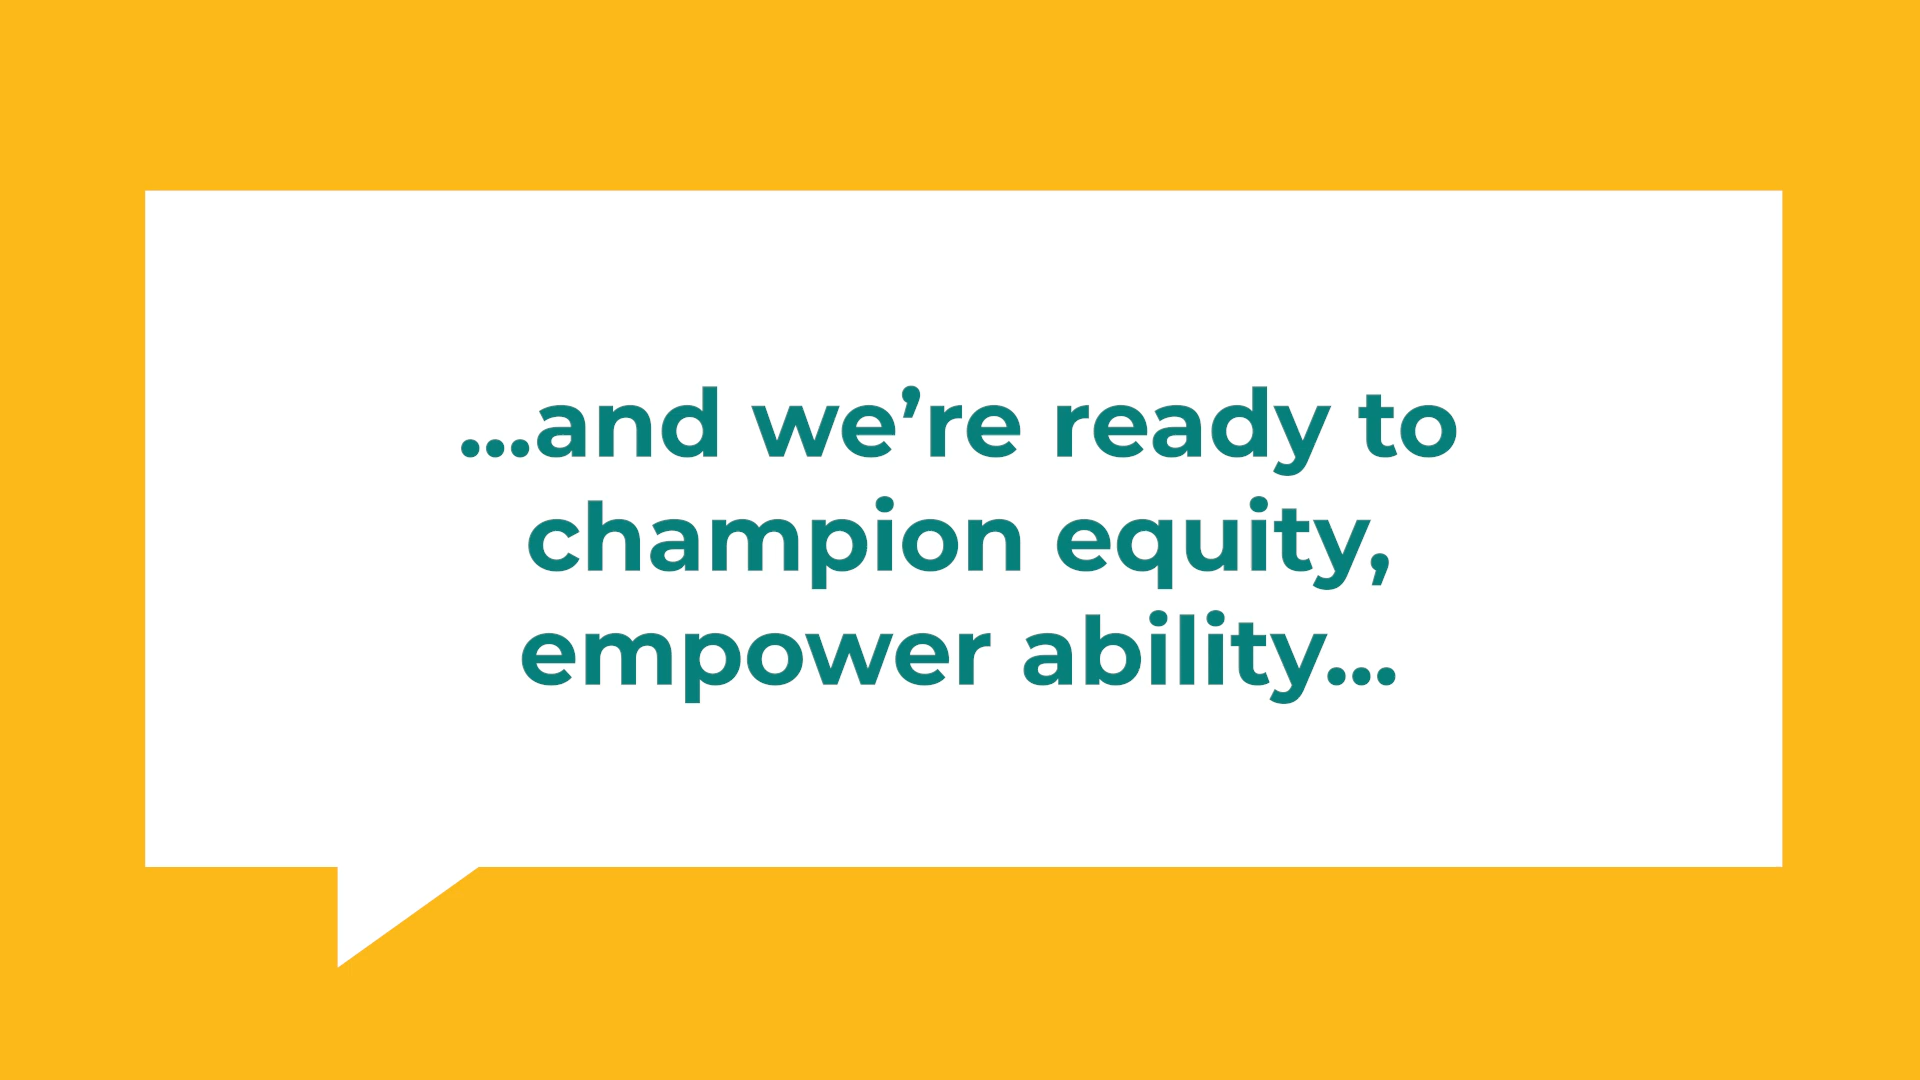 ...and we’re ready to
champion equity,
empower ability...